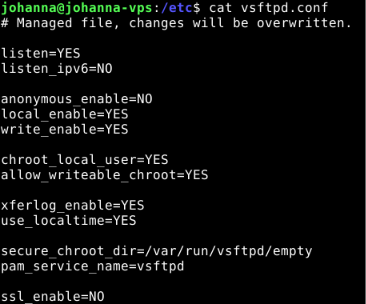 johanna@johanna-vps:/etc$ cat vsftpd.conf
# Managed file, changes will be overwritten.
listen=YES
listen_ipv6=NO
anonymous_enable=NO
local_enable=YES
write_enable=YES
chroot_local_user=YES
allow_writeable_chroot=YES
xferlog_enable=YES
use_localtime=YES
secure_chroot_dir=/var/run/vsftpd/empty
pam_service_name=vsftpd
ssl_enable=NO